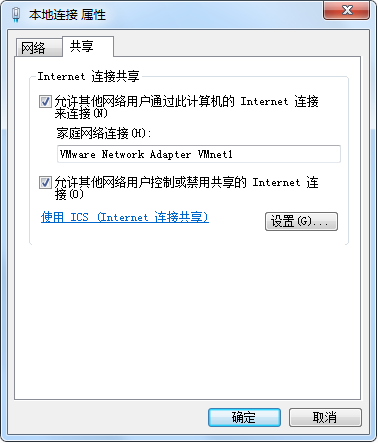 本地连接 属性
网络
共享
Internet 连接共享
允许其他网络用户通过此计算机的 Internet 连接
来连接(N)
家庭网络连接(H):
VMware Network Adapter VMnet1
允许其他网络用户控制或禁用共享的 Internet 连
接(O)
使用 ICS (Internet 连接共享)
设置(G)...
确定
取消